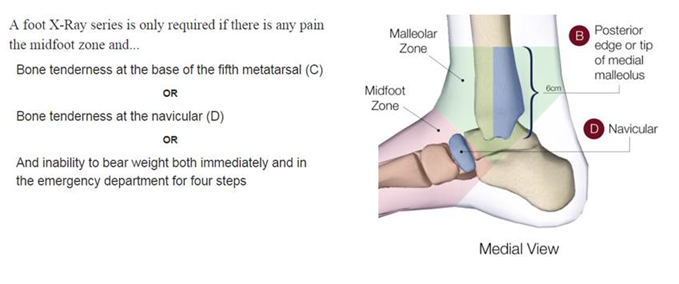 A foot X-Ray series is only required if there is any pain
the midfoot zone and...
Bone tenderness at the base of the fifth metatarsal (C)
OR
Bone tenderness at the navicular (D)
OR
And inability to bear weight both immediately and in
the emergency department for four steps
Malleolar
Zone
Midfoot
Zone
6cm
B
Posterior
edge or tip
of medial
malleolus
D Navicular
Medial View